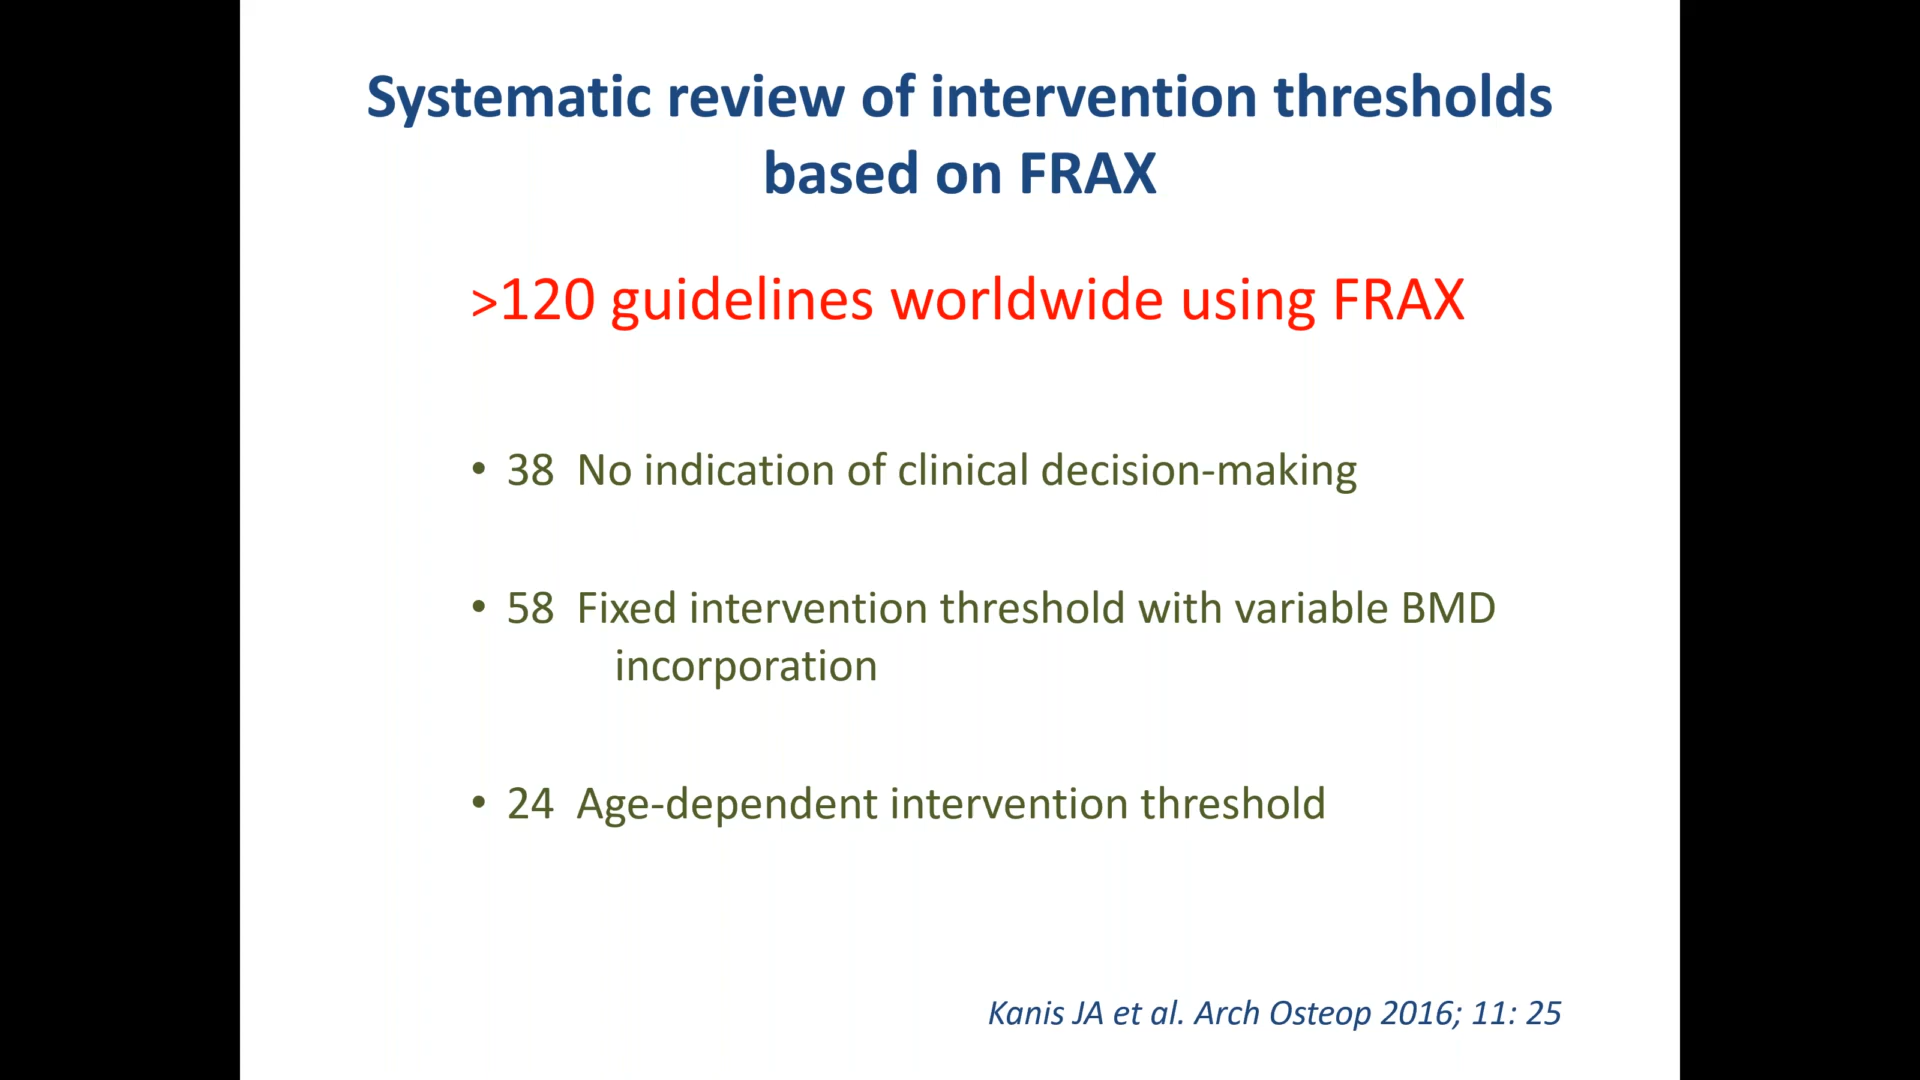 Systematic review of intervention thresholds
based on FRAX
>120 guidelines worldwide using FRAX
• 38 No indication of clinical decision-making
• 58 Fixed intervention threshold with variable BMD
incorporation
• 24 Age-dependent intervention threshold
Kanis JA et al. Arch Osteop 2016; 11: 25